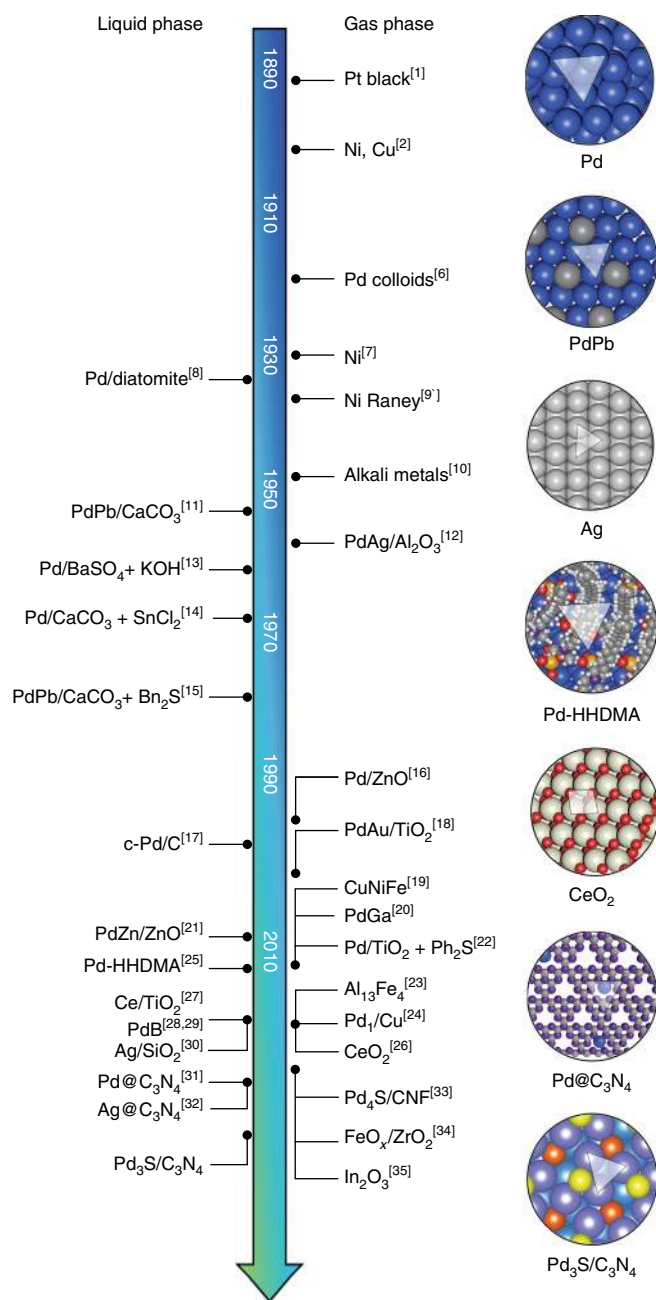 Liquid phase
Gas phase
1890
Pt black[1]
Ni, Cu[2]
1910
Pd colloids[6]
1930
Ni[7]
Pd/diatomite[8]
Ni Raney[9`]
1950
Alkali metals[10]
PdPb/CaCO3[11]
PdAg/Al2O3[12]
Pd/BaSO4+ KOH[13]
Pd/CaCO3 + SnCl2[14]
1970
PdPb/CaCO3+ Bn2S[15]
1990
Pd/ZnO[16]
c-Pd/C[17]
PdAu/TiO2[18]
CuNiFe[19]
PdGa[20]
PdZn/ZnO[21]
Pd/TiO2 + Ph2S[22]
2010
Pd-HHDMA[25]
Al13Fe4[23]
Ce/TiO2[27]
Pd1/Cu[24]
PdB[28,29]
Ag/SiO2[30]
CeO2[26]
Pd@C3N4[31]
Pd4S/CNF[33]
Ag@C3N4[32]
FeOx/ZrO2[34]
Pd3S/C3N4
In2O3[35]
Pd
PdPb
Ag
Pd-HHDMA
CeO2
Pd@C3N4
Pd3S/C3N4